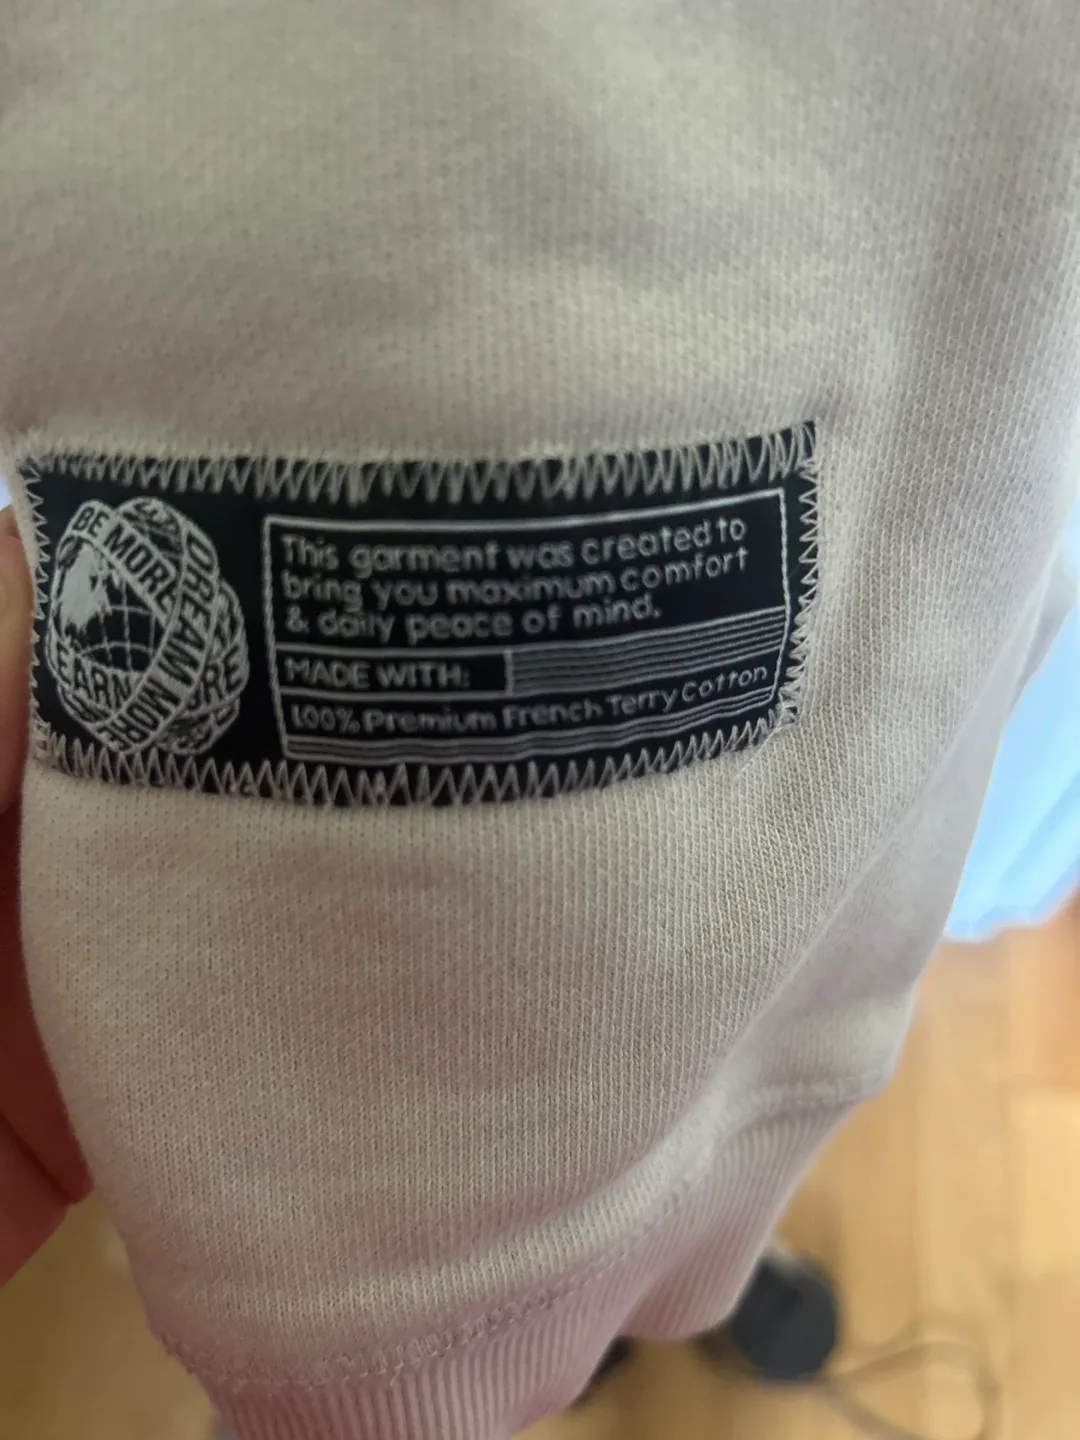 BE MORE
DREAM MORE
EARN MORE
This garment was created to
bring you maximum comfort
& daily peace of mind.
MADE WITH:
100% Premium French Terry Cotton